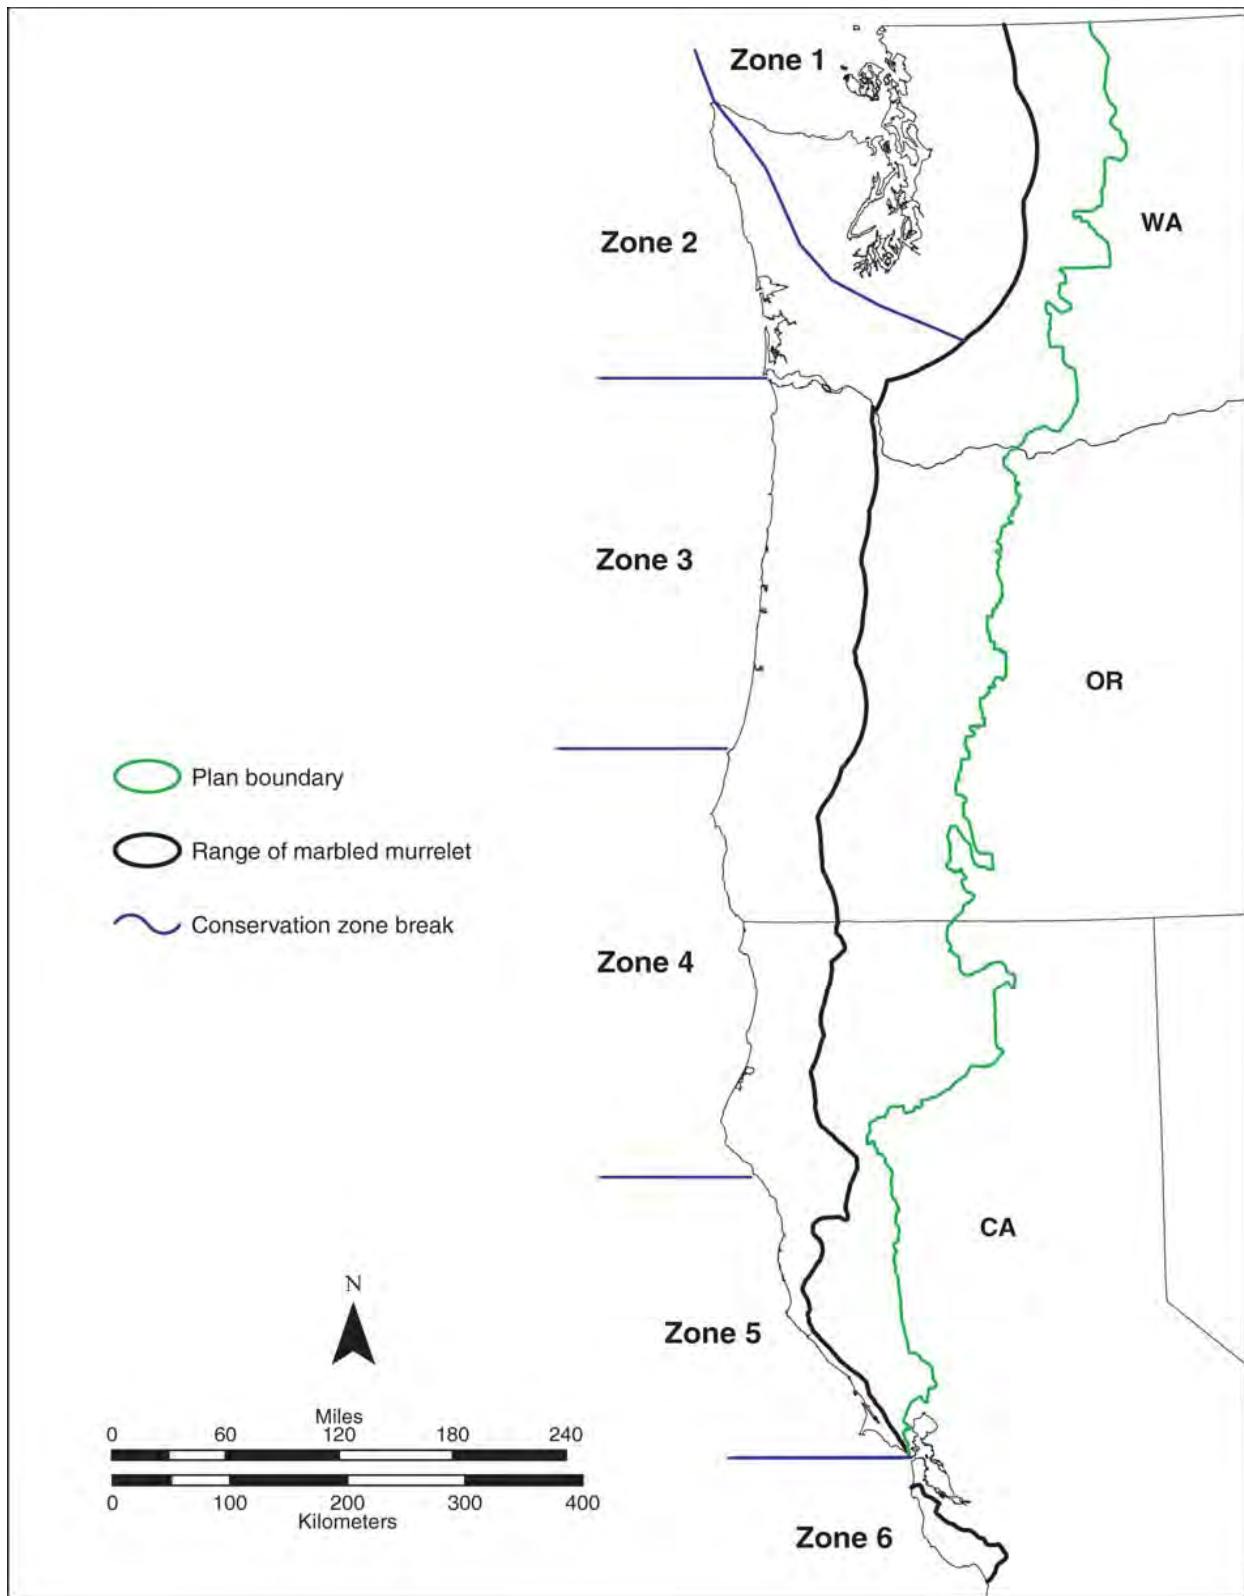 Zone 1
WA
Zone 2
Zone 3
OR
Plan boundary
Range of marbled murrelet
Conservation zone break
Zone 4
CA
N
Zone 5
Miles
0 60 120 180 240
0 100 200 300 400
Kilometers
Zone 6